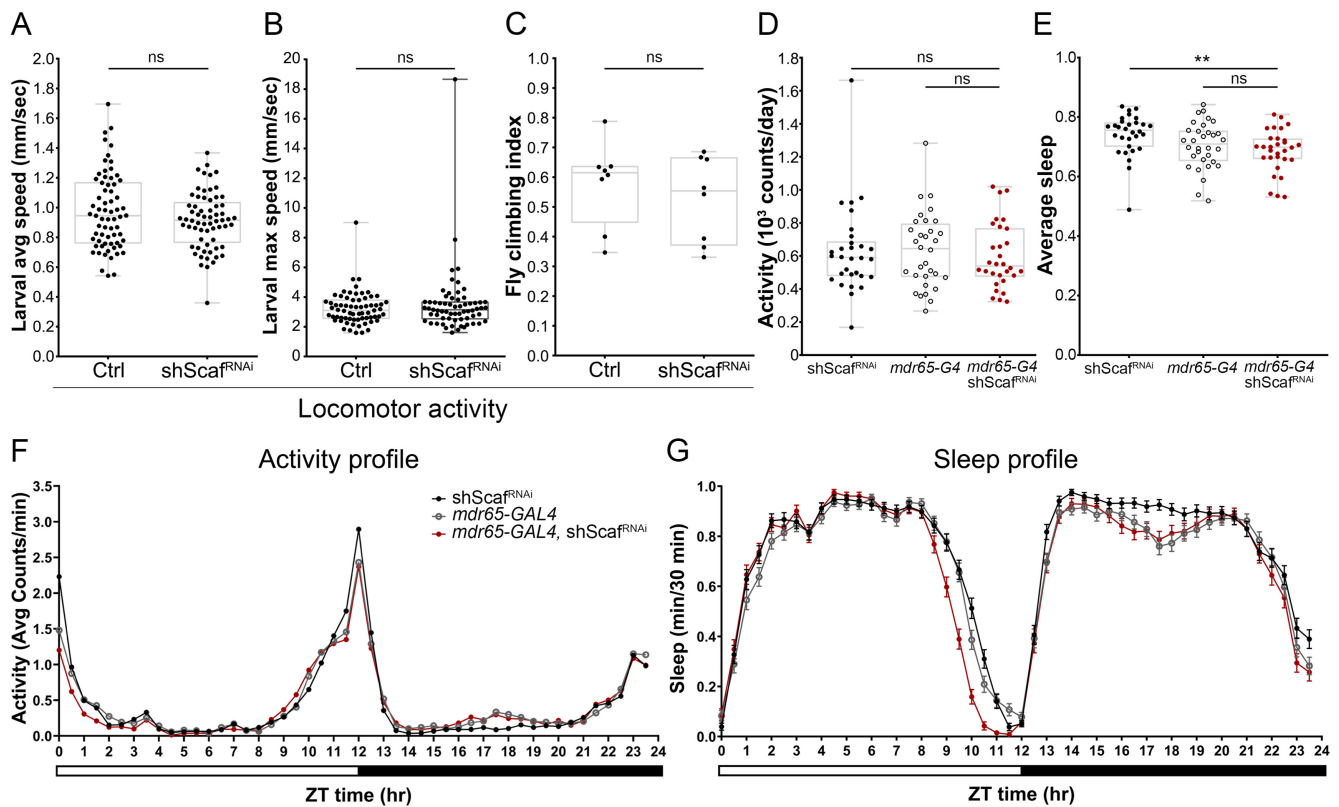 A
Larval avg speed (mm/sec)
2.0
1.8
1.6
1.4
1.2
1.0
0.8
0.6
0.4
0.2
0.0
ns
Ctrl
shScafRNAi
B
Larval max speed (mm/sec)
20
18
16
14
12
10
8
6
4
2
0
ns
Ctrl
shScafRNAi
C
Fly climbing index
1.0
0.9
0.8
0.7
0.6
0.5
0.4
0.3
0.2
0.1
0.0
ns
Ctrl
shScafRNAi
Locomotor activity
D
Activity (10³ counts/day)
1.8
1.6
1.4
1.2
1.0
0.8
0.6
0.4
0.2
0
ns
ns
shScafRNAi
mdr65-G4
mdr65-G4
shScafRNAi
E
Average sleep
1.0
0.8
0.6
0.4
0.2
0.0
**
ns
shScafRNAi
mdr65-G4
mdr65-G4
shScafRNAi
F
Activity profile
Activity (Avg Counts/min)
3.5
3.0
2.5
2.0
1.5
1.0
0.5
0.0
shScafRNAi
mdr65-GAL4
mdr65-GAL4, shScafRNAi
0 1 2 3 4 5 6 7 8 9 10 11 12 13 14 15 16 17 18 19 20 21 22 23 24
ZT time (hr)
G
Sleep profile
Sleep (min/30 min)
1.0
0.8
0.6
0.4
0.2
0.0
0 1 2 3 4 5 6 7 8 9 10 11 12 13 14 15 16 17 18 19 20 21 22 23 24
ZT time (hr)